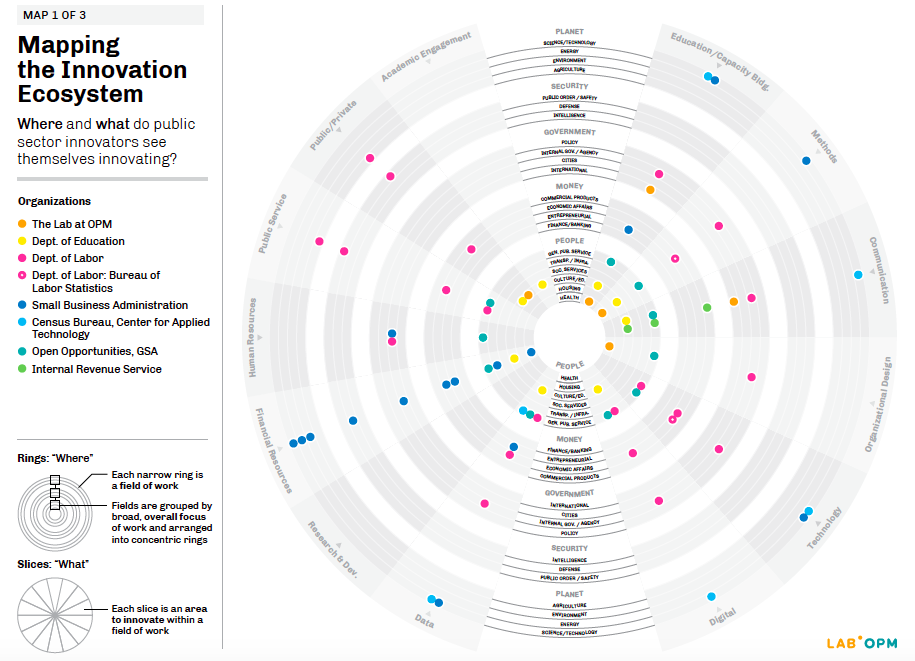 MAP 1 OF 3
Mapping
the Innovation
Ecosystem
Where and what do public
sector innovators see
themselves innovating?
Organizations
The Lab at OPM
Dept. of Education
Dept. of Labor
Dept. of Labor: Bureau of
Labor Statistics
Small Business Administration
Census Bureau, Center for Applied
Technology
Open Opportunities, GSA
Internal Revenue Service
Rings: “Where”
Each narrow ring is
a field of work
Fields are grouped by
broad, overall focus
of work and arranged
into concentric rings
Slices: “What”
Each slice is an area
to innovate within a
field of work
Academic Engagement
Public/Private
Public Service
Human Resources
Financial Resources
Research & Dev.
Data
Education/Capacity Bldg.
Methods
Communication
Organizational Design
Technology
Digital
PLANET
SCIENCE/TECHNOLOGY
ENERGY
ENVIRONMENT
AGRICULTURE
SECURITY
PUBLIC ORDER / SAFETY
DEFENSE
INTELLIGENCE
GOVERNMENT
POLICY
INTERNAL GOV. / AGENCY
CITIES
INTERNATIONAL
MONEY
COMMERCIAL PRODUCTS
ECONOMIC AFFAIRS
ENTREPRENEURIAL
FINANCE/BANKING
PEOPLE
GEN. PUB. SERVICE
TRANSP. / INFRA.
SOC. SERVICES
CULTURE/ED.
HOUSING
HEALTH
PEOPLE
HEALTH
HOUSING
CULTURE/ED.
SOC. SERVICES
TRANSP. / INFRA.
GEN. PUB. SERVICE
MONEY
FINANCE/BANKING
ENTREPRENEURIAL
ECONOMIC AFFAIRS
COMMERCIAL PRODUCTS
GOVERNMENT
INTERNATIONAL
CITIES
INTERNAL GOV. / AGENCY
POLICY
SECURITY
INTELLIGENCE
DEFENSE
PUBLIC ORDER / SAFETY
PLANET
AGRICULTURE
ENVIRONMENT
ENERGY
SCIENCE/TECHNOLOGY
LAB OPM